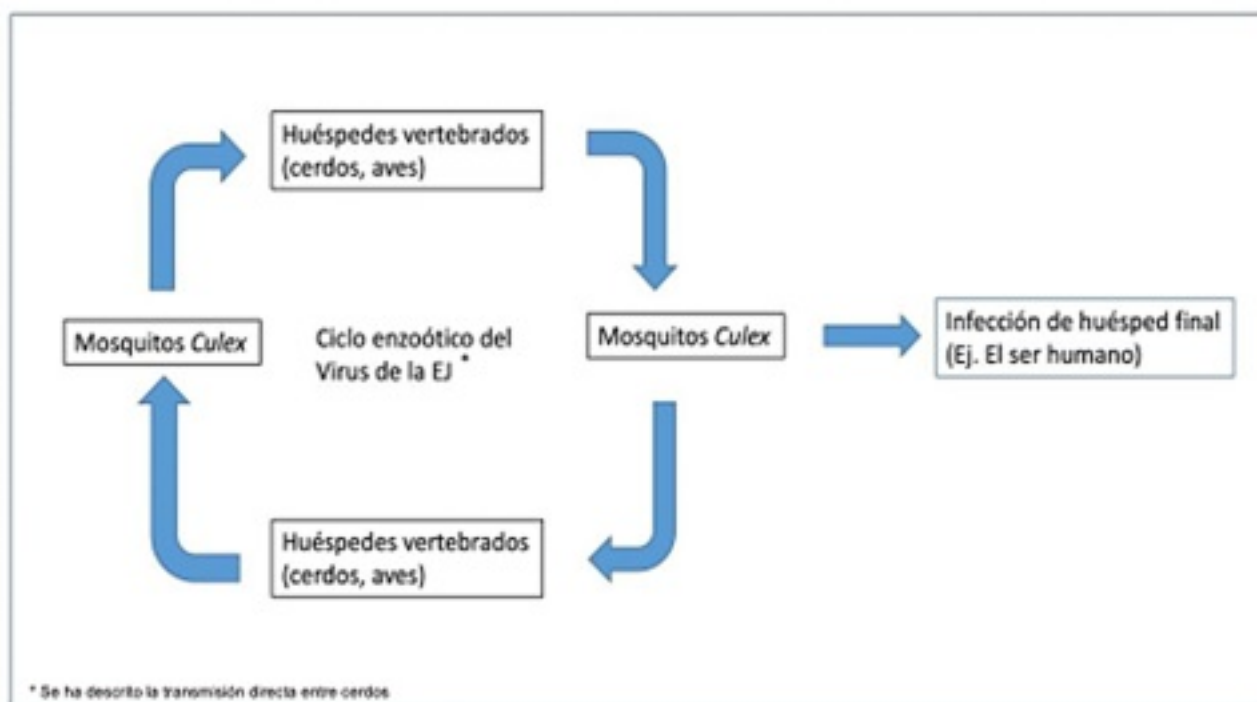 Huéspedes vertebrados
(cerdos, aves)
Mosquitos Culex
Ciclo enzoótico del
Virus de la EJ *
Mosquitos Culex
Infección de huésped final
(Ej. El ser humano)
Huéspedes vertebrados
(cerdos, aves)
* Se ha descrito la transmisión directa entre cerdos